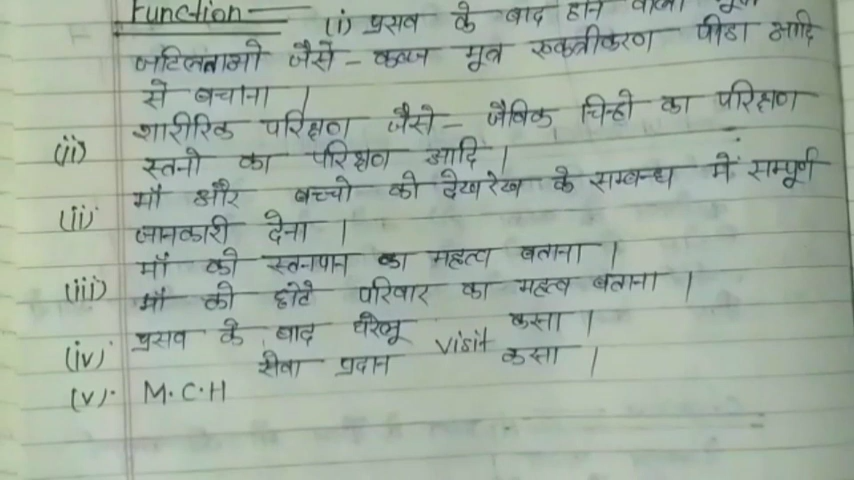 Function — (i) प्रसव के बाद होने वाली
जटिलताओ जैसे - कब्ज मूत्र रूकत्रीकरण पीडा आदि
से बचाना |
(ii) शारीरिक परिक्षण जैसे - जैविक चिन्हो का परिक्षण
स्तनो का परिक्षण आदि |
(ii) माँ और बच्चो की देखरेख के सम्बन्ध में सम्पूर्ण
जानकारी देना |
(iii) माँ को स्तनपान का महत्व बताना |
माँ को छोटे परिवार का महत्व बताना |
(iv) प्रसव के बाद घरेलू visit करना |
(v). M.C.H सेवा प्रदान करना |